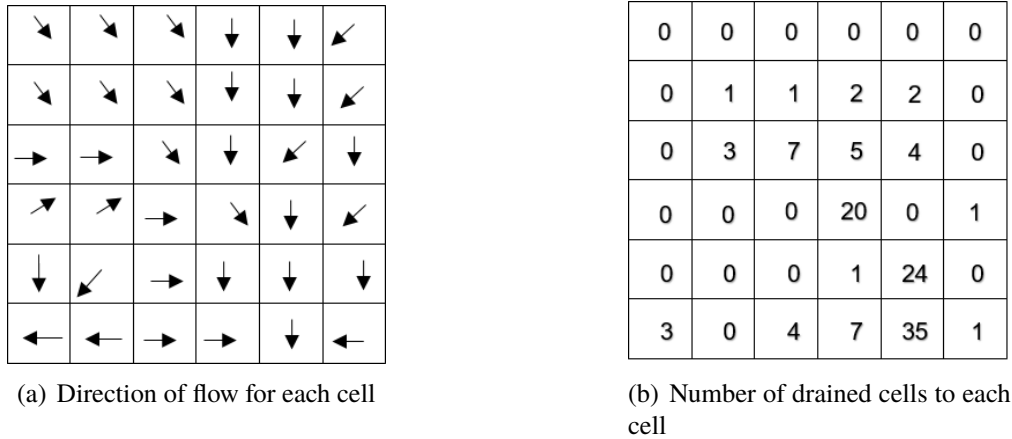 0 0 0 0 0 0
0 1 1 2 2 0
0 3 7 5 4 0
0 0 0 20 0 1
0 0 0 1 24 0
3 0 4 7 35 1
(a) Direction of flow for each cell
(b) Number of drained cells to each
cell